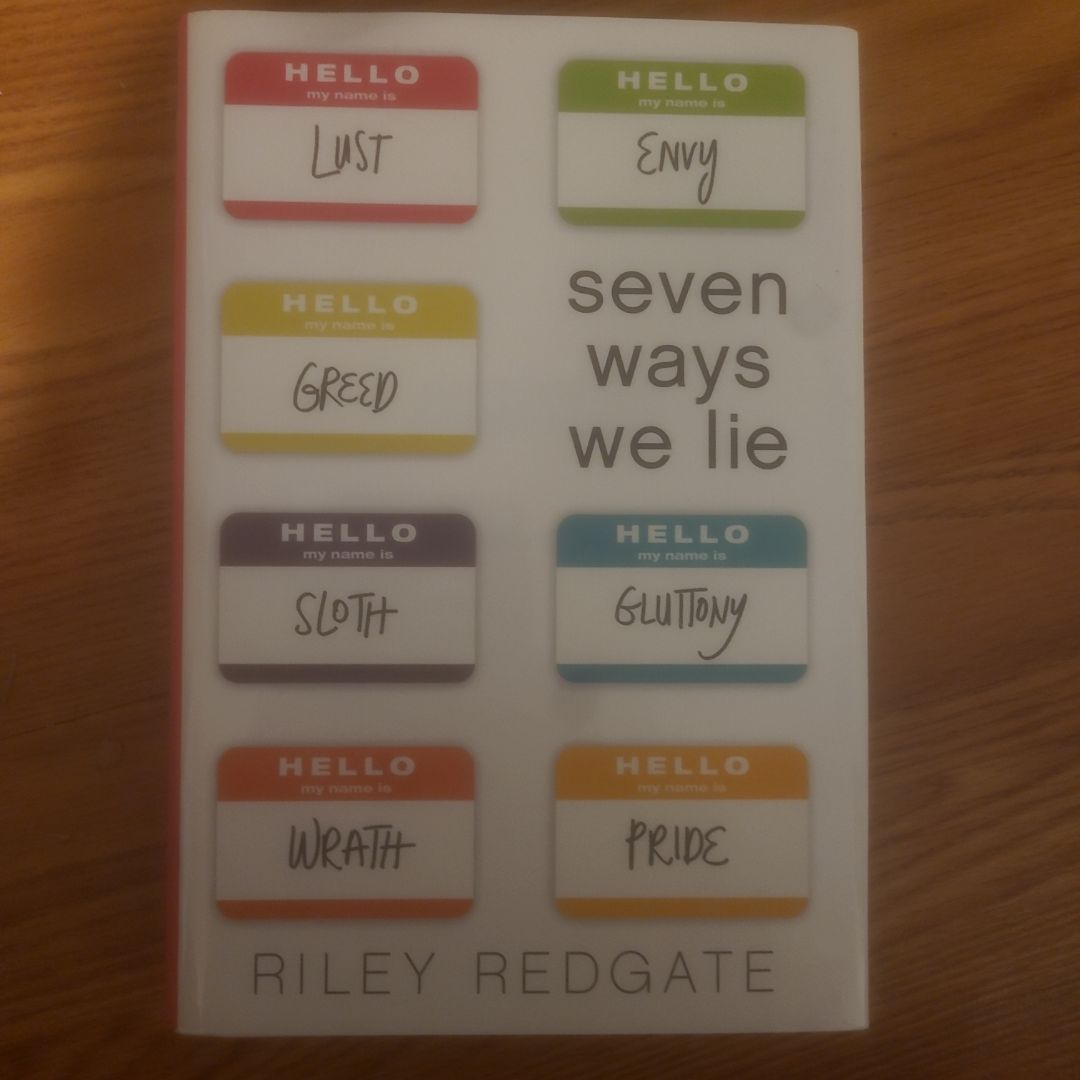 HELLO
my name is
LUST
HELLO
my name is
ENVY
HELLO
my name is
GREED
seven
ways
we lie
HELLO
my name is
SLOTH
HELLO
my name is
GLUTTONY
HELLO
my name is
WRATH
HELLO
my name is
PRIDE
RILEY REDGATE